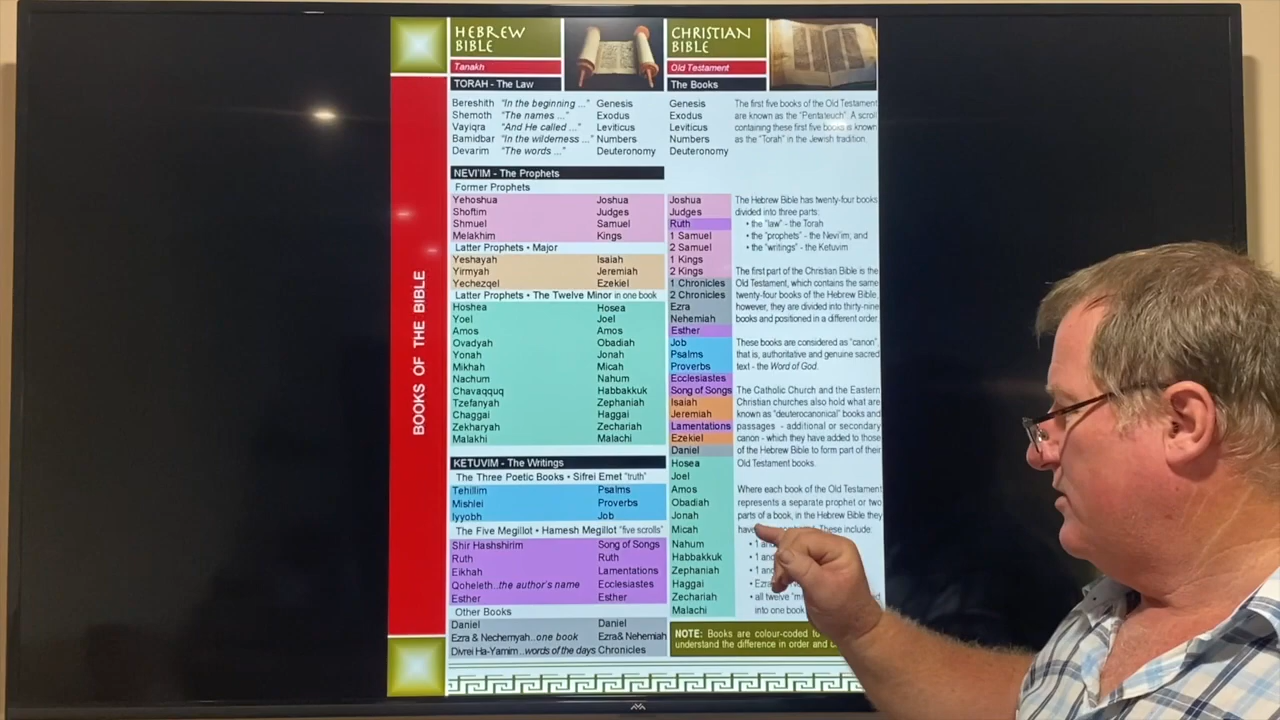 HEBREW
BIBLE
Tanakh
TORAH - The Law
Bereshith "In the beginning ..." Genesis
Shemoth "The names ..." Exodus
Vayiqra "And He called ..." Leviticus
Bamidbar "In the wilderness ..." Numbers
Devarim "The words ..." Deuteronomy
NEVI'IM - The Prophets
Former Prophets
Yehoshua Joshua
Shoftim Judges
Shmuel Samuel
Melakhim Kings
Latter Prophets • Major
Yeshayah Isaiah
Yirmyah Jeremiah
Yechezqel Ezekiel
Latter Prophets • The Twelve Minor in one book
Hoshea Hosea
Yoel Joel
Amos Amos
Ovadyah Obadiah
Yonah Jonah
Mikhah Micah
Nachum Nahum
Chavaqquq Habbakkuk
Tzefanyah Zephaniah
Chaggai Haggai
Zekharyah Zechariah
Malakhi Malachi
KETUVIM - The Writings
The Three Poetic Books • Sifrei Emet "truth"
Tehillim Psalms
Mishlei Proverbs
Iyyobh Job
The Five Megillot • Hamesh Megillot "five scrolls"
Shir Hashshirim Song of Songs
Ruth Ruth
Eikhah Lamentations
Qoheleth...the author's name Ecclesiastes
Esther Esther
Other Books
Daniel Daniel
Ezra & Nechemyah...one book Ezra& Nehemiah
Divrei Ha-Yamim...words of the days Chronicles
CHRISTIAN
BIBLE
Old Testament
The Books
Genesis
Exodus
Leviticus
Numbers
Deuteronomy
Joshua
Judges
Ruth
1 Samuel
2 Samuel
1 Kings
2 Kings
1 Chronicles
2 Chronicles
Ezra
Nehemiah
Esther
Job
Psalms
Proverbs
Ecclesiastes
Song of Songs
Isaiah
Jeremiah
Lamentations
Ezekiel
Daniel
Hosea
Joel
Amos
Obadiah
Jonah
Micah
Nahum
Habbakkuk
Zephaniah
Haggai
Zechariah
Malachi
The first five books of the Old Testament
are known as the "Pentateuch". A scroll
containing these first five books is known
as the "Torah" in the Jewish tradition.
The Hebrew Bible has twenty-four books
divided into three parts:
• the "law" - the Torah
• the "prophets" - the Nevi'im; and
• the "writings" - the Ketuvim
The first part of the Christian Bible is the
Old Testament, which contains the same
twenty-four books of the Hebrew Bible,
however, they are divided into thirty-nine
books and positioned in a different order.
These books are considered as "canon",
that is, authoritative and genuine sacred
text - the Word of God.
The Catholic Church and the Eastern
Christian churches also hold what are
known as "deuterocanonical" books and
passages - additional or secondary
canon - which they have added to those
of the Hebrew Bible to form part of their
Old Testament books.
Where each book of the Old Testament
represents a separate prophet or two
parts of a book, in the Hebrew Bible they
These include:
• 1
• 1
• 1
• Ezra
• all twelve
into one book
NOTE: Books are colour-coded to
understand the difference in order and
BOOKS OF THE BIBLE